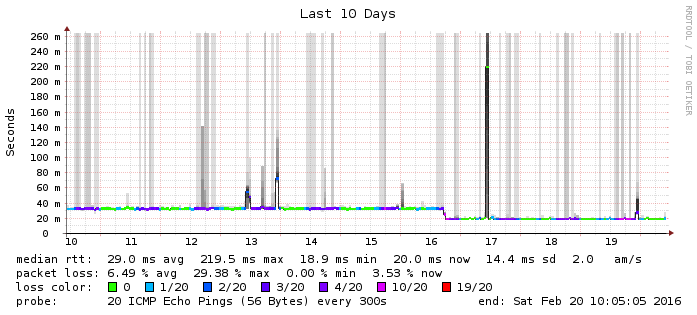 Last 10 Days
RRDTOOL / TOBI OETIKER
Seconds
260 m
240 m
220 m
200 m
180 m
160 m
140 m
120 m
100 m
80 m
60 m
40 m
20 m
0
10 11 12 13 14 15 16 17 18 19
median rtt: 29.0 ms avg 219.5 ms max 18.9 ms min 20.0 ms now 14.4 ms sd 2.0 am/s
packet loss: 6.49 % avg 29.38 % max 0.00 % min 3.53 % now
loss color: 0 1/20 2/20 3/20 4/20 10/20 19/20
probe: 20 ICMP Echo Pings (56 Bytes) every 300s end: Sat Feb 20 10:05:05 2016